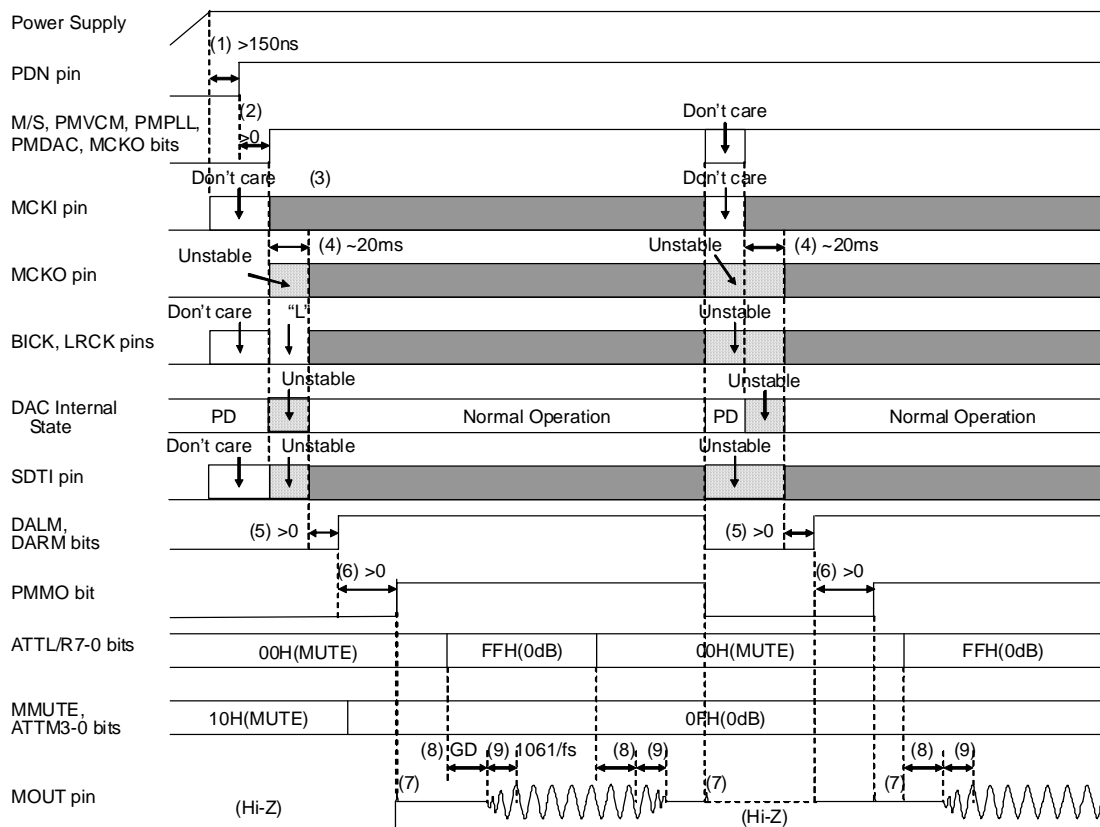 Power Supply
(1) >150ns
PDN pin
(2)
>0
M/S, PMVCM, PMPLL,
PMDAC, MCKO bits
Don't care
Don't care
(3)
Don't care
MCKI pin
(4) ~20ms
Unstable
(4) ~20ms
Unstable
MCKO pin
Don't care
"L"
Unstable
BICK, LRCK pins
Unstable
Unstable
DAC Internal
State
PD
Normal Operation
PD
Normal Operation
Don't care
Unstable
Unstable
SDTI pin
DALM,
DARM bits
(5) >0
(5) >0
(6) >0
(6) >0
PMMO bit
ATTL/R7-0 bits
00H(MUTE)
FFH(0dB)
00H(MUTE)
FFH(0dB)
MMUTE,
ATTM3-0 bits
10H(MUTE)
0FH(0dB)
(8) GD (9) 1061/fs
(8) (9)
(8) (9)
(7)
(7)
(7)
MOUT pin
(Hi-Z)
(Hi-Z)